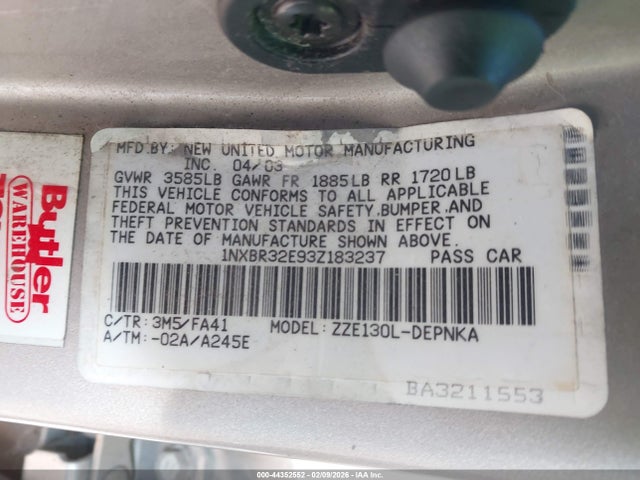 MFD.BY: NEW UNITED MOTOR MANUFACTURING
INC. 04/03
GVWR 3585LB GAWR FR 1885LB RR 1720LB
THIS VEHICLE CONFORMS TO ALL APPLICABLE
FEDERAL MOTOR VEHICLE SAFETY,BUMPER,AND
THEFT PREVENTION STANDARDS IN EFFECT ON
THE DATE OF MANUFACTURE SHOWN ABOVE.
1NXBR32E93Z183237 PASS CAR
C/TR: 3M5/FA41 MODEL: ZZE130L-DEPNKA
A/TM: -02A/A245E
BA3211553
Butler
WAREHOUSE
000-44352552 - 02/09/2026 - IAAI.COM